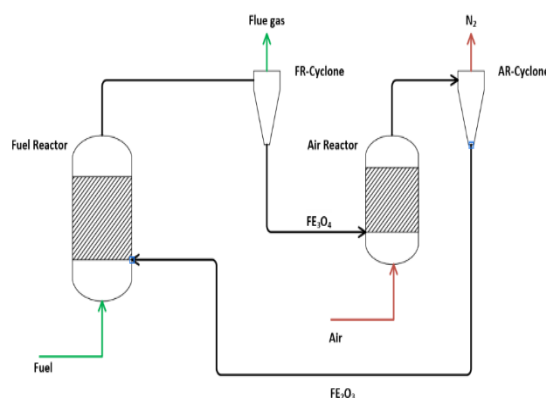 Flue gas
N₂
FR-Cyclone
AR-Cyclone
Fuel Reactor
Air Reactor
FE₃O₄
Fuel
Air
FE₂O₃